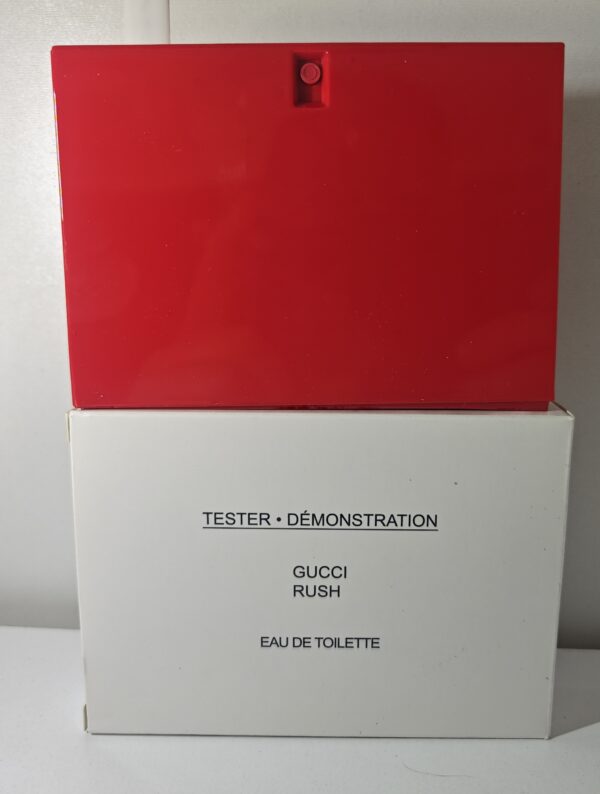 TESTER • DÉMONSTRATION
GUCCI
RUSH
EAU DE TOILETTE